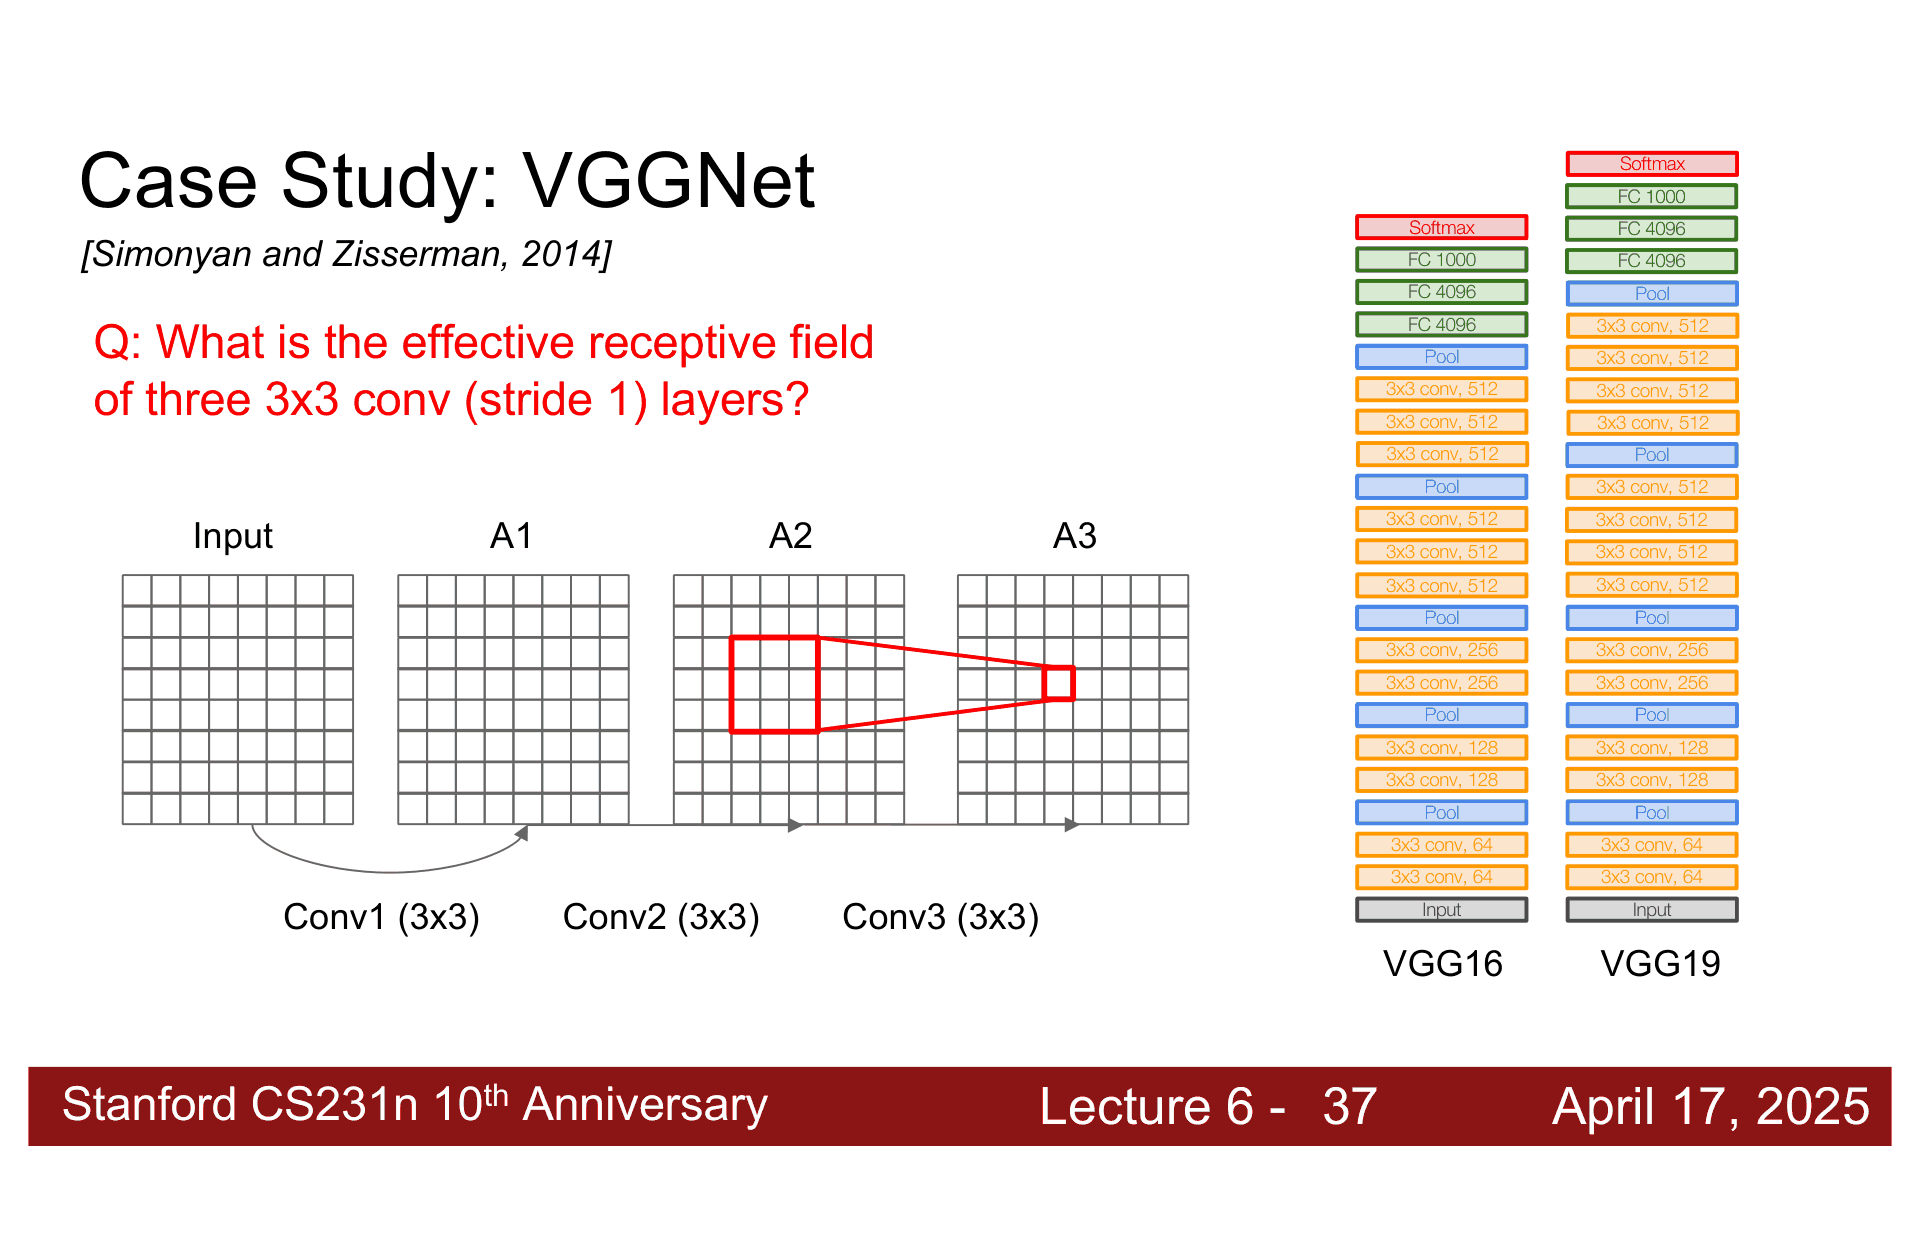 Case Study: VGGNet
[Simonyan and Zisserman, 2014]
Q: What is the effective receptive field
of three 3x3 conv (stride 1) layers?
Input
A1
A2
A3
Conv1 (3x3)
Conv2 (3x3)
Conv3 (3x3)
Softmax
FC 1000
FC 4096
FC 4096
Pool
3x3 conv, 512
3x3 conv, 512
3x3 conv, 512
Pool
3x3 conv, 512
3x3 conv, 512
3x3 conv, 512
Pool
3x3 conv, 256
3x3 conv, 256
Pool
3x3 conv, 128
3x3 conv, 128
Pool
3x3 conv, 64
3x3 conv, 64
Input
VGG16
Softmax
FC 1000
FC 4096
FC 4096
Pool
3x3 conv, 512
3x3 conv, 512
3x3 conv, 512
3x3 conv, 512
Pool
3x3 conv, 512
3x3 conv, 512
3x3 conv, 512
3x3 conv, 512
Pool
3x3 conv, 256
3x3 conv, 256
Pool
3x3 conv, 128
3x3 conv, 128
Pool
3x3 conv, 64
3x3 conv, 64
Input
VGG19
Stanford CS231n 10th Anniversary
Lecture 6 - 37
April 17, 2025